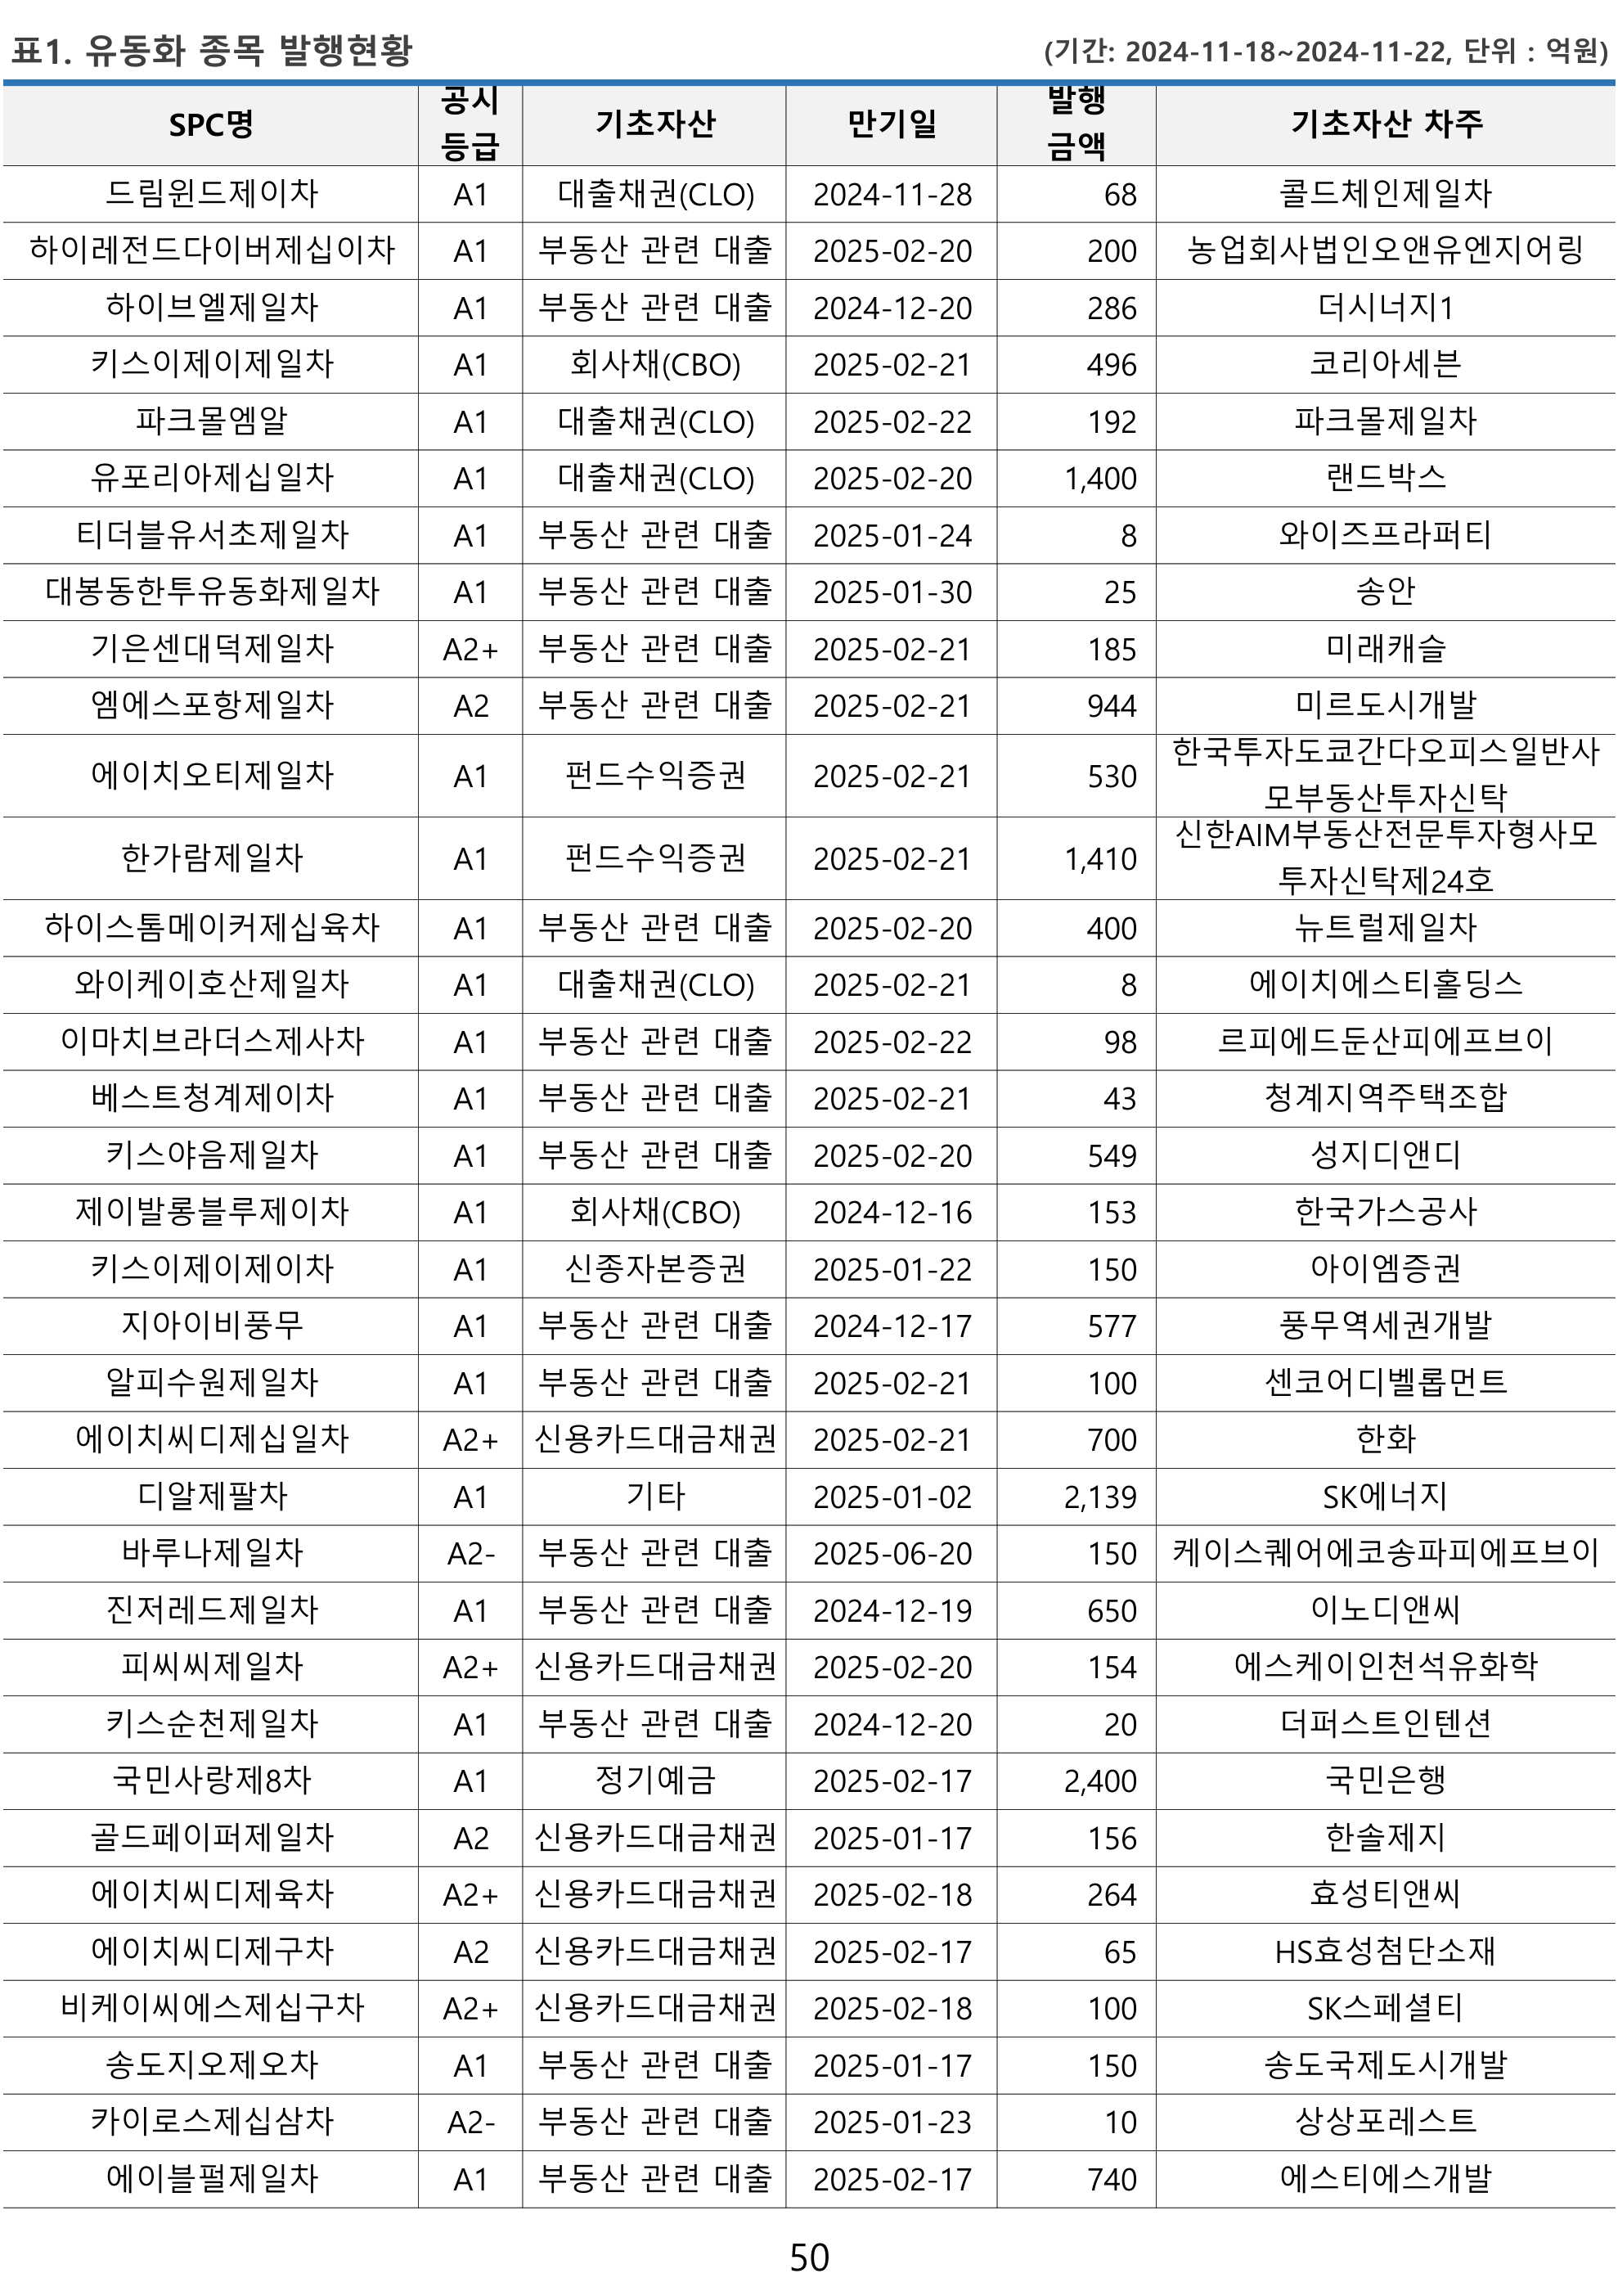 표1. 유동화 종목 발행현황 (기간: 2024-11-18~2024-11-22, 단위 : 억원)
SPC명 공시등급 기초자산 만기일 발행금액 기초자산 차주
드림윈드제이차 A1 대출채권(CLO) 2024-11-28 68 콜드체인제일차
하이레전드다이버제십이차 A1 부동산 관련 대출 2025-02-20 200 농업회사법인오앤유엔지어링
하이브엘제일차 A1 부동산 관련 대출 2024-12-20 286 더시너지1
키스이제이제일차 A1 회사채(CBO) 2025-02-21 496 코리아세븐
파크몰엠알 A1 대출채권(CLO) 2025-02-22 192 파크몰제일차
유포리아제십일차 A1 대출채권(CLO) 2025-02-20 1,400 랜드박스
티더블유서초제일차 A1 부동산 관련 대출 2025-01-24 8 와이즈프라퍼티
대봉동한투유동화제일차 A1 부동산 관련 대출 2025-01-30 25 송안
기은센대덕제일차 A2+ 부동산 관련 대출 2025-02-21 185 미래캐슬
엠에스포항제일차 A2 부동산 관련 대출 2025-02-21 944 미르도시개발
에이치오티제일차 A1 펀드수익증권 2025-02-21 530 한국투자도쿄간다오피스일반사
모부동산투자신탁
한가람제일차 A1 펀드수익증권 2025-02-21 1,410 신한AIM부동산전문투자형사모
투자신탁제24호
하이스톰메이커제십육차 A1 부동산 관련 대출 2025-02-20 400 뉴트럴제일차
와이케이호산제일차 A1 대출채권(CLO) 2025-02-21 8 에이치에스티홀딩스
이마치브라더스제사차 A1 부동산 관련 대출 2025-02-22 98 르피에드둔산피에프브이
베스트청계제이차 A1 부동산 관련 대출 2025-02-21 43 청계지역주택조합
키스야음제일차 A1 부동산 관련 대출 2025-02-20 549 성지디앤디
제이발롱블루제이차 A1 회사채(CBO) 2024-12-16 153 한국가스공사
키스이제이제이차 A1 신종자본증권 2025-01-22 150 아이엠증권
지아이비풍무 A1 부동산 관련 대출 2024-12-17 577 풍무역세권개발
알피수원제일차 A1 부동산 관련 대출 2025-02-21 100 센코어디벨롭먼트
에이치씨디제십일차 A2+ 신용카드대금채권 2025-02-21 700 한화
디알제팔차 A1 기타 2025-01-02 2,139 SK에너지
바루나제일차 A2- 부동산 관련 대출 2025-06-20 150 케이스퀘어에코송파피에프브이
진저레드제일차 A1 부동산 관련 대출 2024-12-19 650 이노디앤씨
피씨씨제일차 A2+ 신용카드대금채권 2025-02-20 154 에스케이인천석유화학
키스순천제일차 A1 부동산 관련 대출 2024-12-20 20 더퍼스트인텐션
국민사랑제8차 A1 정기예금 2025-02-17 2,400 국민은행
골드페이퍼제일차 A2 신용카드대금채권 2025-01-17 156 한솔제지
에이치씨디제육차 A2+ 신용카드대금채권 2025-02-18 264 효성티앤씨
에이치씨디제구차 A2 신용카드대금채권 2025-02-17 65 HS효성첨단소재
비케이씨에스제십구차 A2+ 신용카드대금채권 2025-02-18 100 SK스페셜티
송도지오제오차 A1 부동산 관련 대출 2025-01-17 150 송도국제도시개발
카이로스제십삼차 A2- 부동산 관련 대출 2025-01-23 10 상상포레스트
에이블펄제일차 A1 부동산 관련 대출 2025-02-17 740 에스티에스개발
50